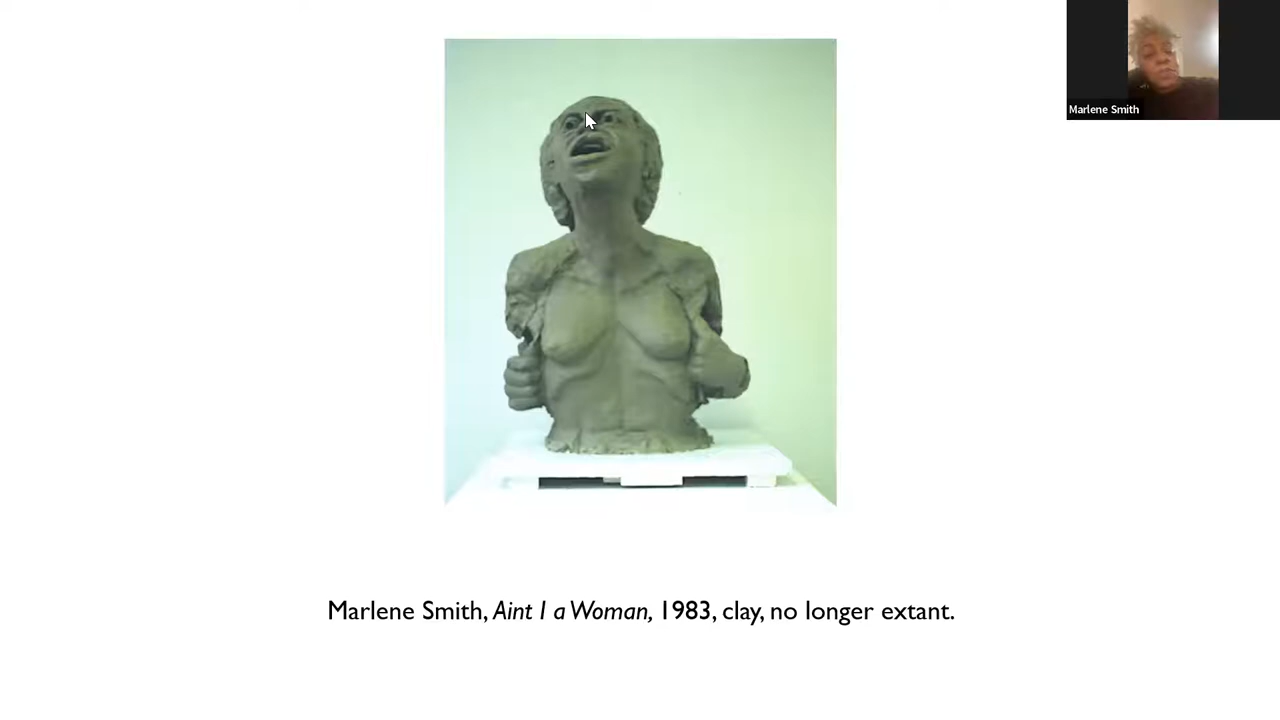 Marlene Smith
Marlene Smith, Aint I a Woman, 1983, clay, no longer extant.